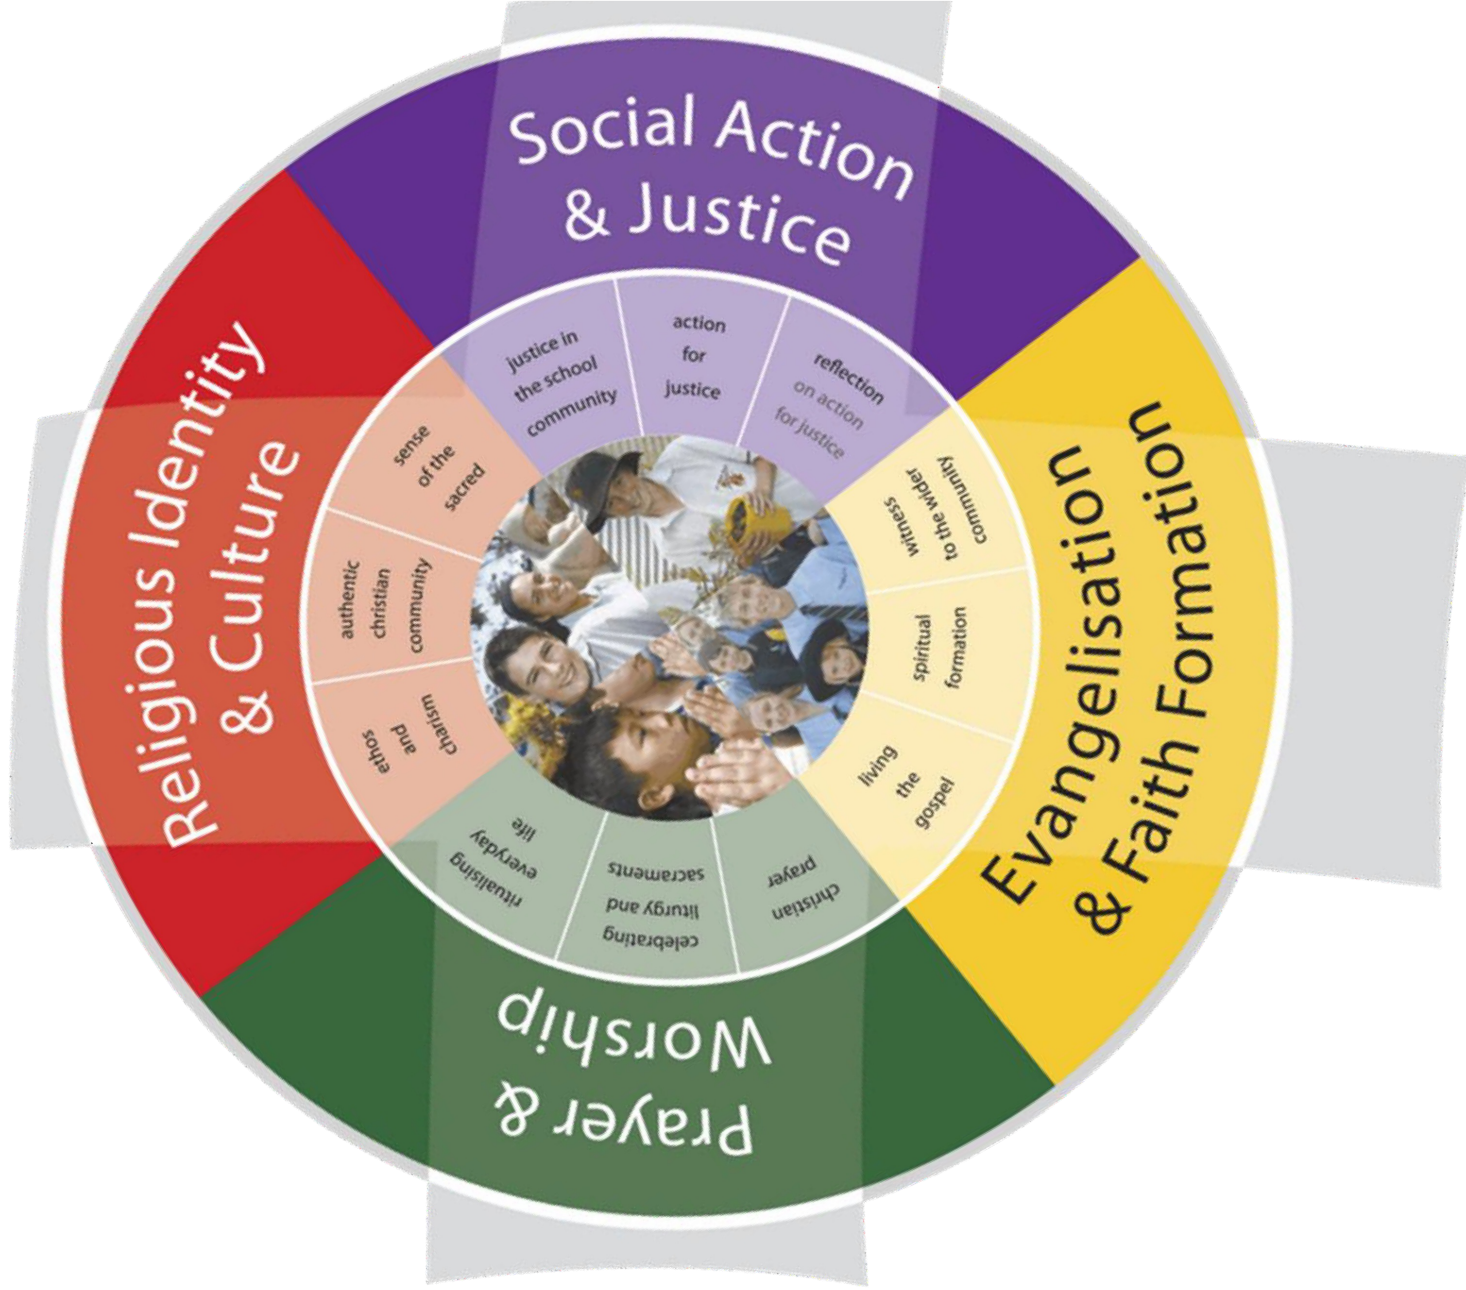 Social Action
& Justice
justice in
the school
community
action
for
justice
reflection
on action
for justice
Evangelisation
& Faith Formation
witness
to the wider
community
spiritual
formation
living
the
gospel
Prayer &
Worship
christian
prayer
celebrating
liturgy and
sacraments
ritualising
everyday
life
Religious Identity
& Culture
ethos
and
charism
authentic
christian
community
sense
of the
sacred